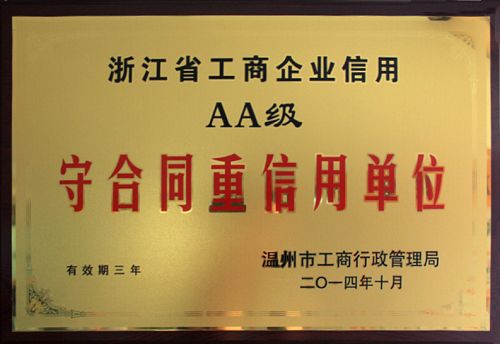 浙江省工商企业信用
AA级
守合同重信用单位
有效期三年
温州市工商行政管理局
二〇一四年十月